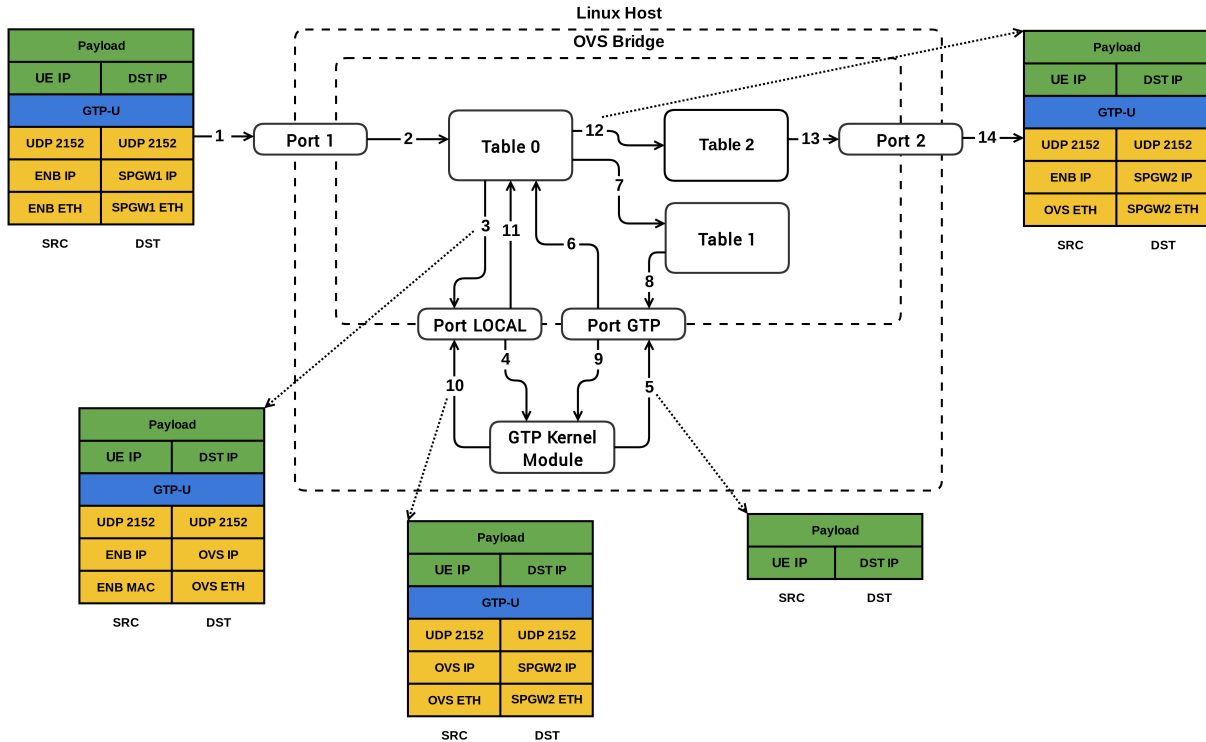 Linux Host
OVS Bridge
Payload
UE IP DST IP
GTP-U
UDP 2152 UDP 2152
ENB IP SPGW1 IP
ENB ETH SPGW1 ETH
SRC DST
1
Port 1
2
Table 0
12
Table 2
13
Port 2
14
Payload
UE IP DST IP
GTP-U
UDP 2152 UDP 2152
ENB IP SPGW2 IP
OVS ETH SPGW2 ETH
SRC DST
7
Table 1
3
11
6
8
Port LOCAL
Port GTP
4
9
10
5
GTP Kernel
Module
Payload
UE IP DST IP
GTP-U
UDP 2152 UDP 2152
ENB IP OVS IP
ENB MAC OVS ETH
SRC DST
Payload
UE IP DST IP
GTP-U
UDP 2152 UDP 2152
OVS IP SPGW2 IP
OVS ETH SPGW2 ETH
SRC DST
Payload
UE IP DST IP
SRC DST